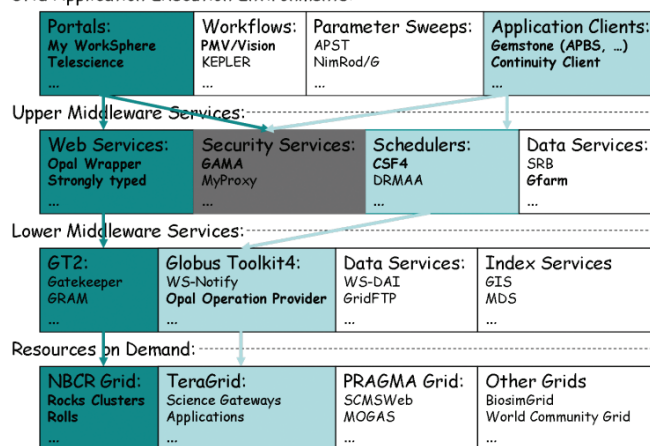 Grid Application Execution Environments
Portals:
My WorkSphere
Telescience
...
Workflows:
PMV/Vision
KEPLER
...
Parameter Sweeps:
APST
NimRod/G
...
Application Clients:
Gemstone (APBS, ...)
Continuity Client
...
Upper Middleware Services:
Web Services:
Opal Wrapper
Strongly typed
...
Security Services:
GAMA
MyProxy
...
Schedulers:
CSF4
DRMAA
...
Data Services:
SRB
Gfarm
...
Lower Middleware Services:
GT2:
Gatekeeper
GRAM
...
Globus Toolkit4:
WS-Notify
Opal Operation Provider
...
Data Services:
WS-DAI
GridFTP
...
Index Services
GIS
MDS
...
Resources on Demand:
NBCR Grid:
Rocks Clusters
Rolls
...
TeraGrid:
Science Gateways
Applications
...
PRAGMA Grid:
SCMSWeb
MOGAS
...
Other Grids
BiosimGrid
World Community Grid
...